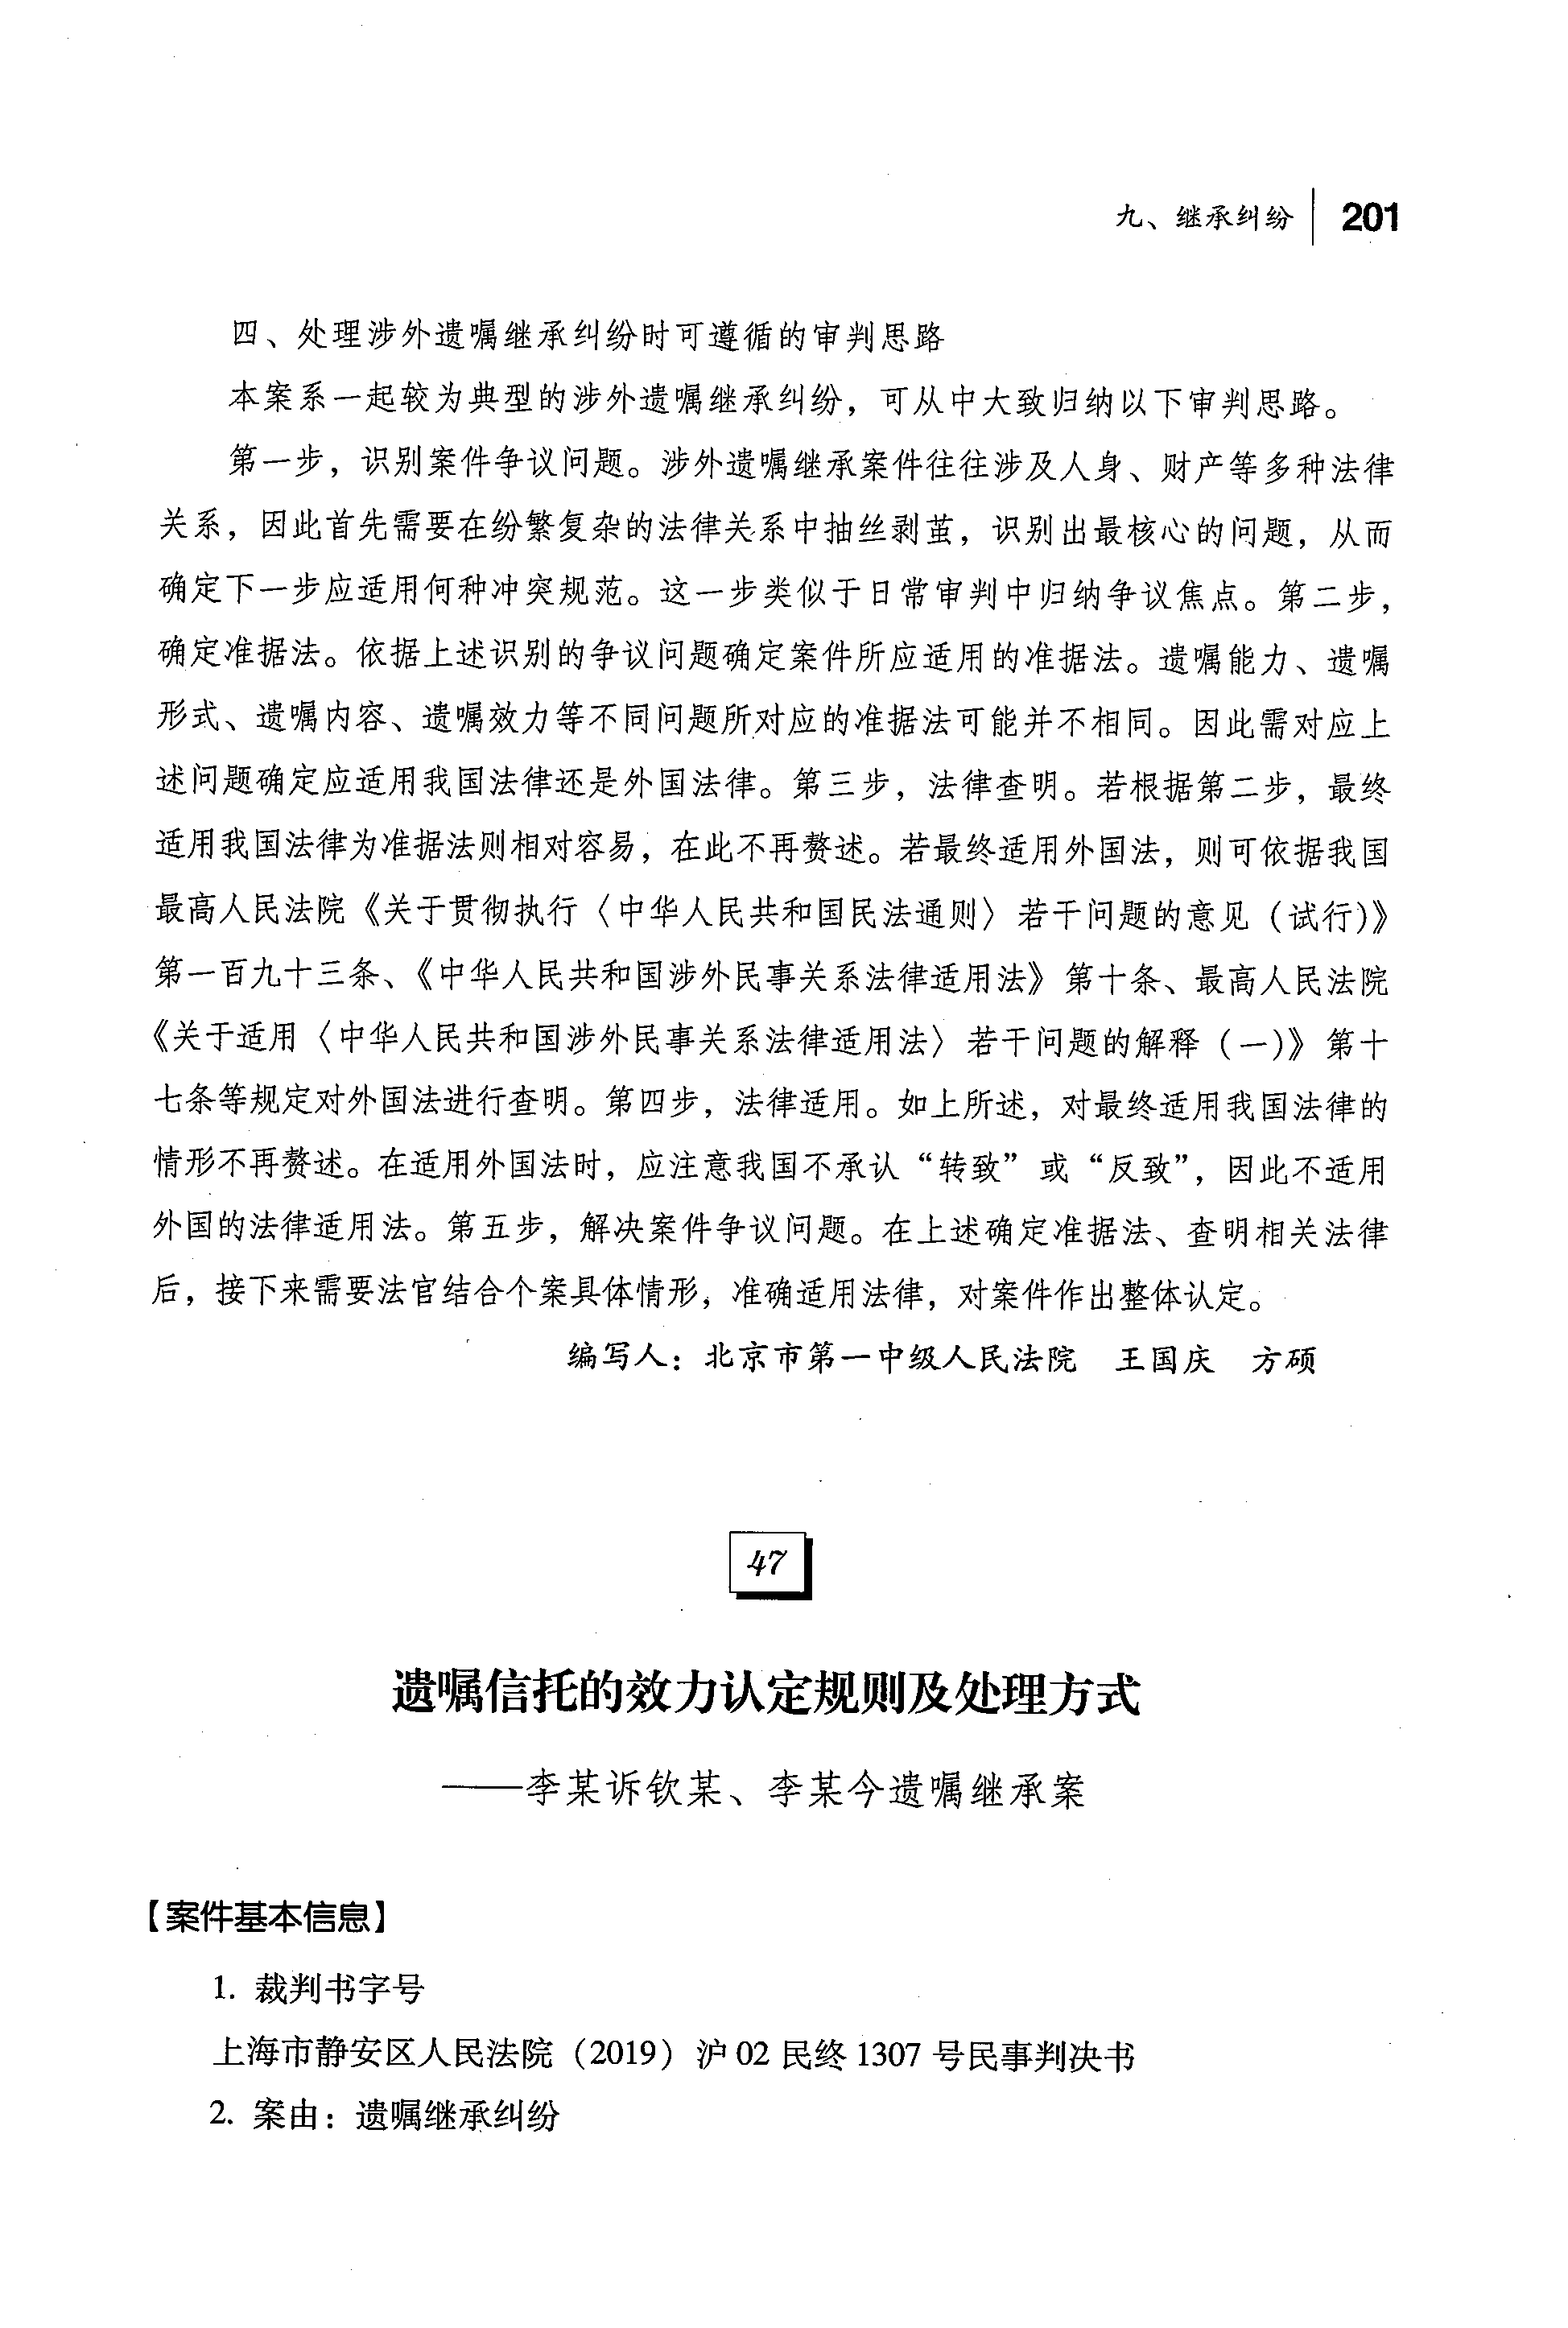 九、继承纠纷 201
四、处理涉外遗嘱继承纠纷时可遵循的审判思路
本案系一起较为典型的涉外遗嘱继承纠纷，可从中大致归纳以下审判思路。
第一步，识别案件争议问题。涉外遗嘱继承案件往往涉及人身、财产等多种法律
关系，因此首先需要在纷繁复杂的法律关系中抽丝剥茧，识别出最核心的问题，从而
确定下一步应适用何种冲突规范。这一步类似于日常审判中归纳争议焦点。第二步，
确定准据法。依据上述识别的争议问题确定案件所应适用的准据法。遗嘱能力、遗嘱
形式、遗嘱内容、遗嘱效力等不同问题所对应的准据法可能并不相同。因此需对应上
述问题确定应适用我国法律还是外国法律。第三步，法律查明。若根据第二步，最终
适用我国法律为准据法则相对容易，在此不再赘述。若最终适用外国法，则可依据我国
最高人民法院《关于贯彻执行〈中华人民共和国民法通则〉若干问题的意见（试行）》
第一百九十三条、《中华人民共和国涉外民事关系法律适用法》第十条、最高人民法院
《关于适用〈中华人民共和国涉外民事关系法律适用法〉若干问题的解释（一）》第十
七条等规定对外国法进行查明。第四步，法律适用。如上所述，对最终适用我国法律的
情形不再赘述。在适用外国法时，应注意我国不承认“转致”或“反致”，因此不适用
外国的法律适用法。第五步，解决案件争议问题。在上述确定准据法、查明相关法律
后，接下来需要法官结合个案具体情形，准确适用法律，对案件作出整体认定。
编写人：北京市第一中级人民法院 王国庆 方硕
47
遗嘱信托的效力认定规则及处理方式
——李某诉钦某、李某今遗嘱继承案
【案件基本信息】
1. 裁判书字号
上海市静安区人民法院（2019）沪 02 民终 1307 号民事判决书
2. 案由：遗嘱继承纠纷